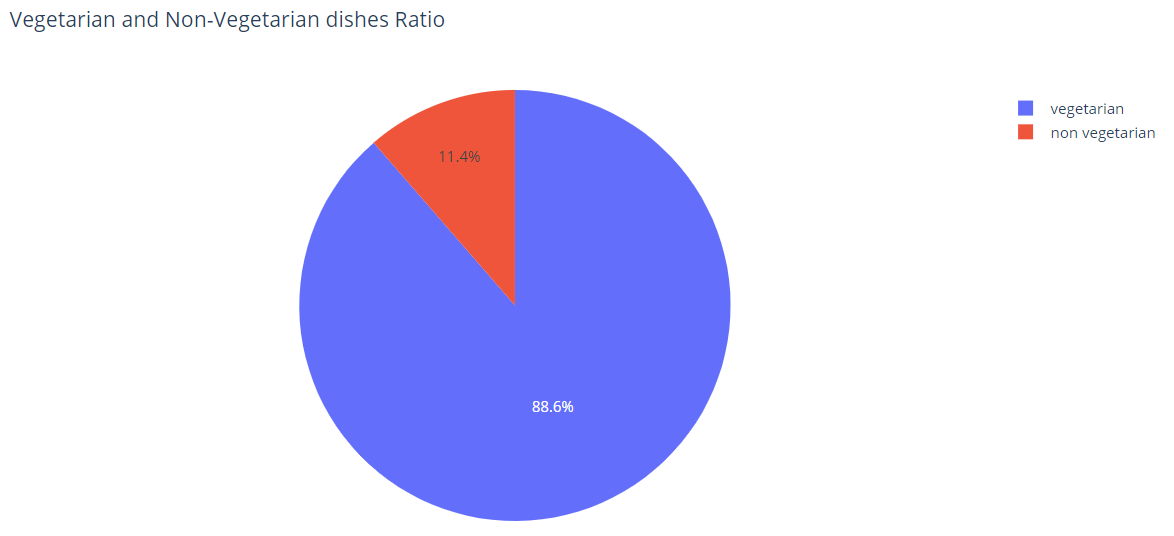 Vegetarian and Non-Vegetarian dishes Ratio
vegetarian
non vegetarian
11.4%
88.6%